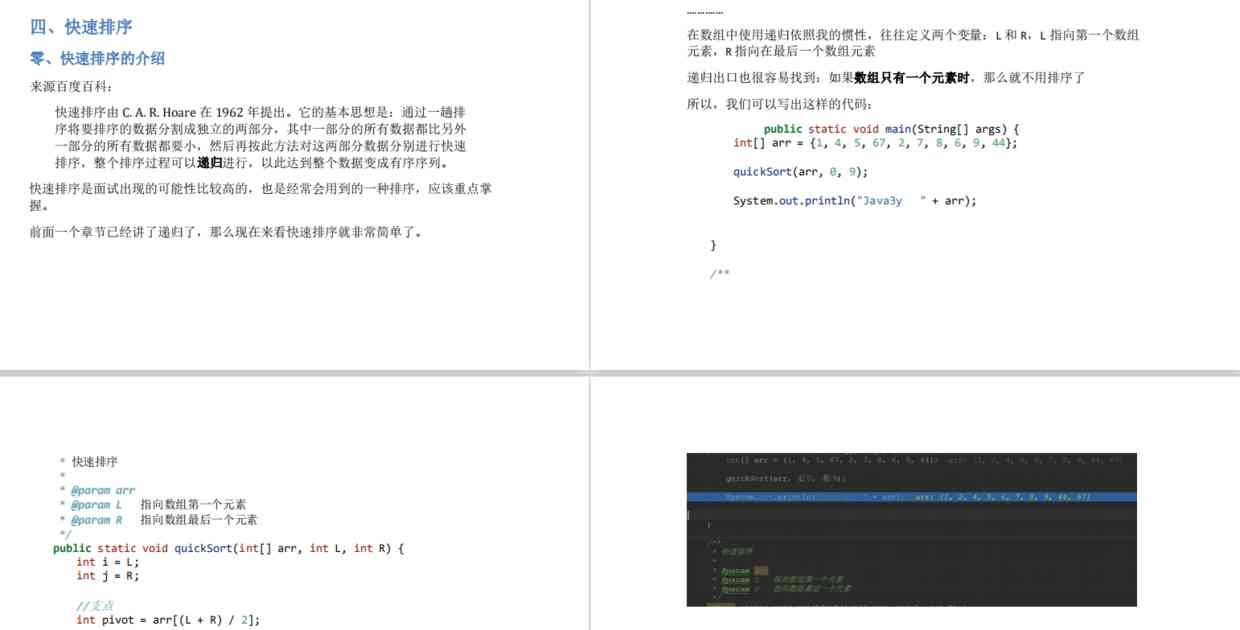 四、快速排序
零、快速排序的介绍
来源百度百科：
快速排序由 C. A. R. Hoare 在 1962 年提出。它的基本思想是：通过一趟排
序将要排序的数据分割成独立的两部分，其中一部分的所有数据都比另外
一部分的所有数据都要小，然后再按此方法对这两部分数据分别进行快速
排序，整个排序过程可以递归进行，以此达到整个数据变成有序序列。
快速排序是面试出现的可能性比较高的，也是经常会用到的一种排序，应该重点掌
握。
前面一个章节已经讲了递归了，那么现在来看快速排序就非常简单了。
…………
在数组中使用递归依照我的惯性，往往定义两个变量：L 和 R，L 指向第一个数组
元素，R 指向在最后一个数组元素
递归出口也很容易找到：如果数组只有一个元素时，那么就不用排序了
所以，我们可以写出这样的代码：
public static void main(String[] args) {
int[] arr = {1, 4, 5, 67, 2, 7, 8, 6, 9, 44};
quickSort(arr, 0, 9);
System.out.println("Java3y   " + arr);
}
/**
* 快速排序
*
* @param arr
* @param L   指向数组第一个元素
* @param R   指向数组最后一个元素
*/
public static void quickSort(int[] arr, int L, int R) {
int i = L;
int j = R;
//支点
int pivot = arr[(L + R) / 2];
int[] arr = {1, 4, 5, 67, 2, 7, 8, 6, 9, 44};
}
/**
* 快速排序
*
* @param arr
* @param L   指向数组第一个元素
* @param R   指向数组最后一个元素
*/